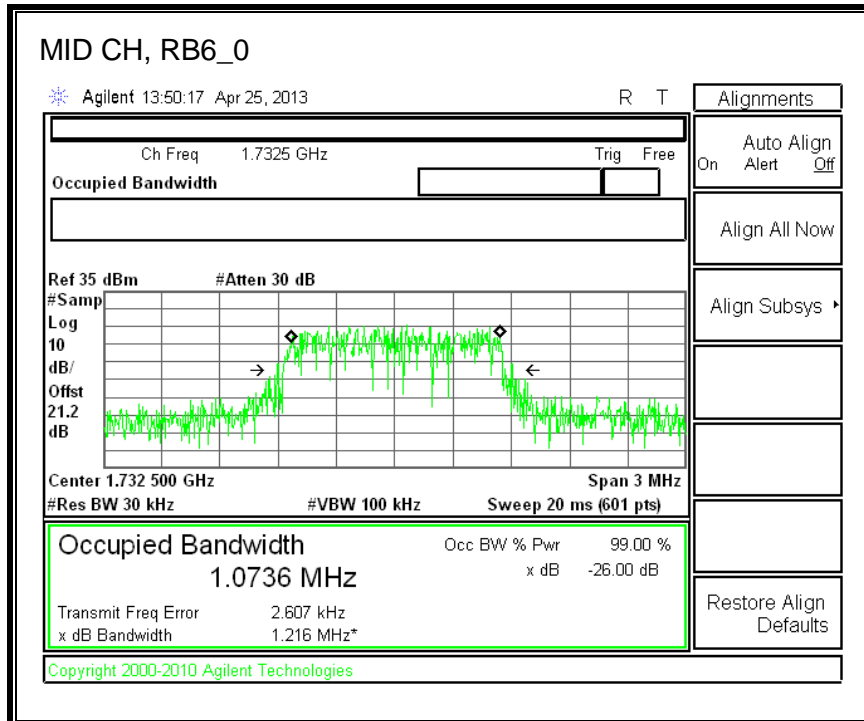 MID CH, RB6_0
Agilent 13:50:17 Apr 25, 2013 R T
Alignments
Ch Freq 1.7325 GHz Trig Free
Occupied Bandwidth
Auto Align
On Alert Off
Align All Now
Align Subsys
Ref 35 dBm #Atten 30 dB
#Samp
Log
10
dB/
Offst
21.2
dB
Center 1.732 500 GHz Span 3 MHz
#Res BW 30 kHz #VBW 100 kHz Sweep 20 ms (601 pts)
Occupied Bandwidth Occ BW % Pwr 99.00 %
1.0736 MHz x dB -26.00 dB
Transmit Freq Error 2.607 kHz
x dB Bandwidth 1.216 MHz*
Restore Align
Defaults
Copyright 2000-2010 Agilent Technologies